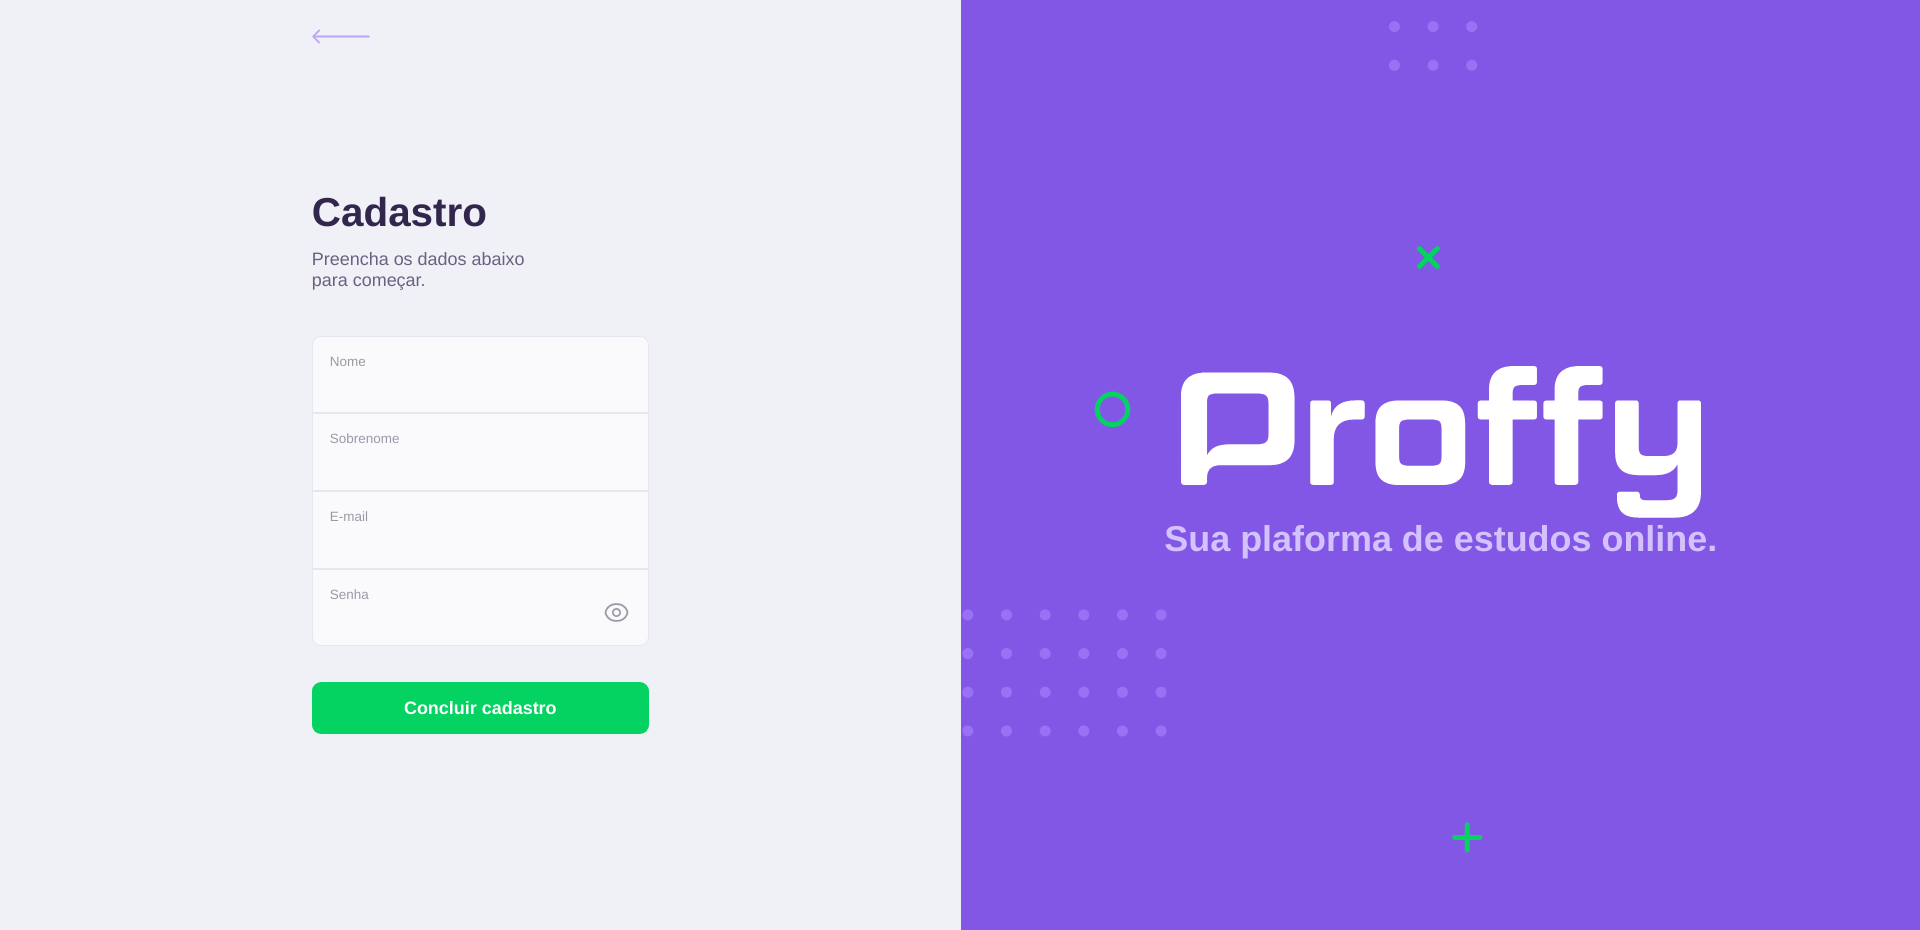 Cadastro
Preencha os dados abaixo
para começar.
Nome
Sobrenome
E-mail
Senha
Concluir cadastro
Proffy
Sua plaforma de estudos online.